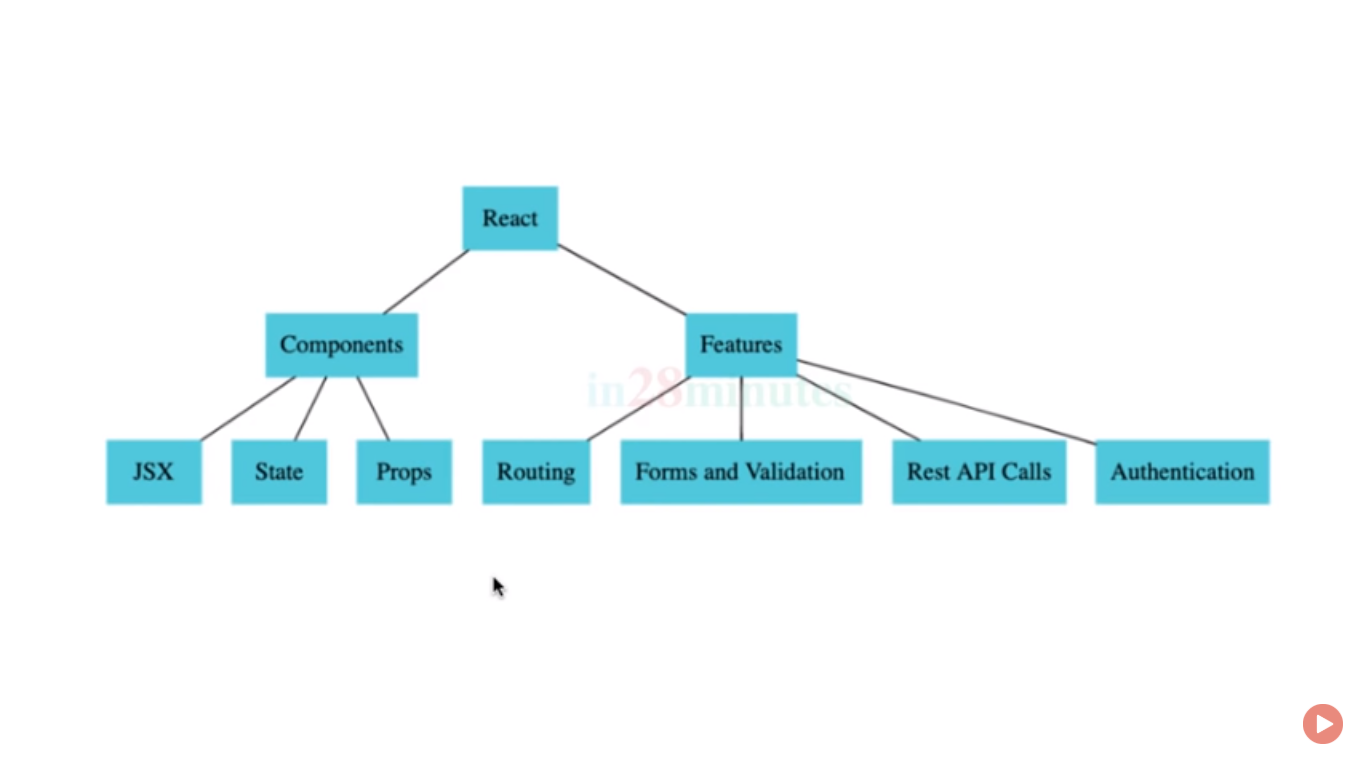 React
Components
Features
in28minutes
JSX
State
Props
Routing
Forms and Validation
Rest API Calls
Authentication